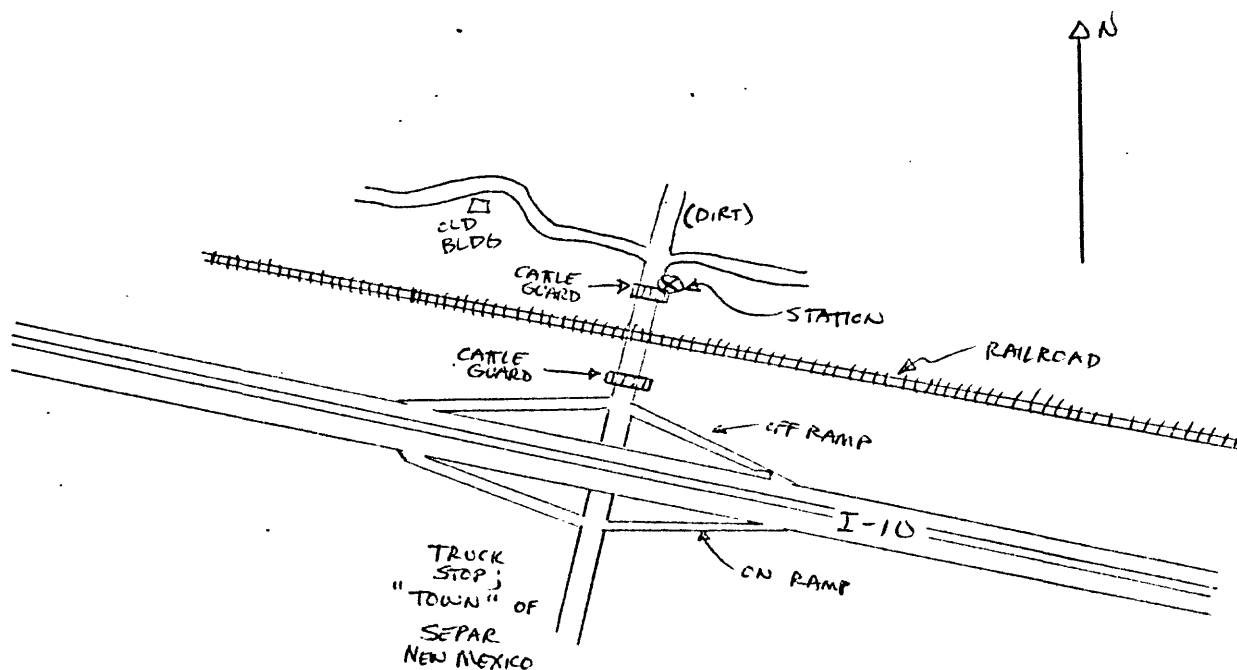 N
(DIRT)
OLD
BLDG
CATTLE
GUARD
STATION
RAILROAD
CATTLE
GUARD
OFF RAMP
I-10
ON RAMP
TRUCK
STOP;
"TOWN" OF
SEPAR
NEW MEXICO